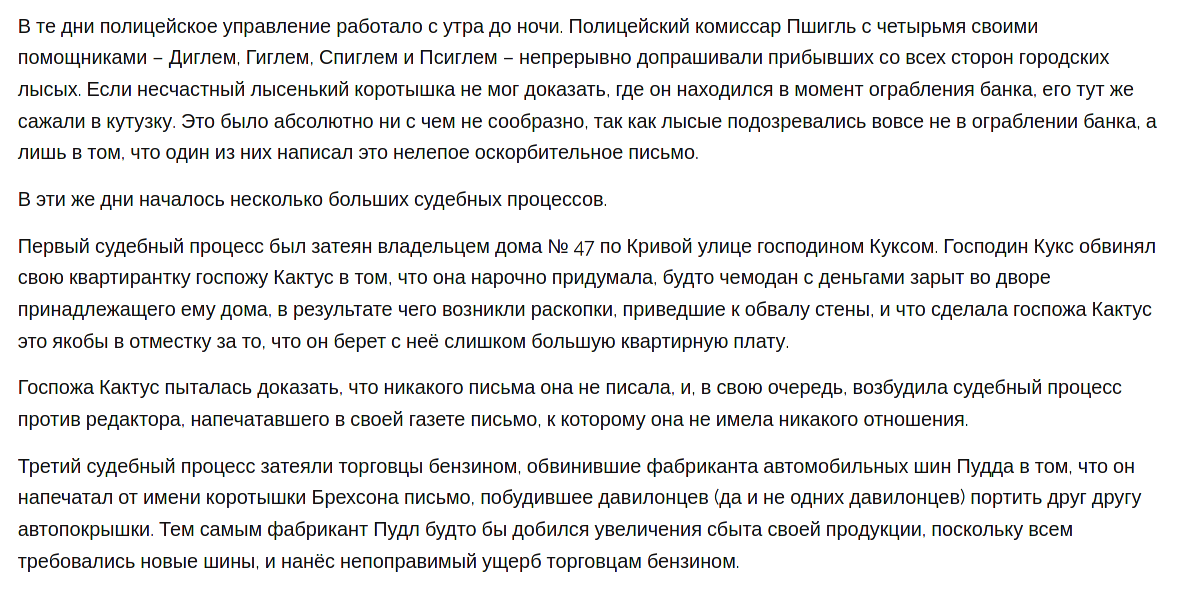 В те дни полицейское управление работало с утра до ночи. Полицейский комиссар Пшигль с четырьмя своими
помощниками – Диглем, Гиглем, Спиглем и Псиглем – непрерывно допрашивали прибывших со всех сторон городских
лысых. Если несчастный лысенький коротышка не мог доказать, где он находился в момент ограбления банка, его тут же
сажали в кутузку. Это было абсолютно ни с чем не сообразно, так как лысые подозревались вовсе не в ограблении банка, а
лишь в том, что один из них написал это нелепое оскорбительное письмо.
В эти же дни началось несколько больших судебных процессов.
Первый судебный процесс был затеян владельцем дома № 47 по Кривой улице господином Куксом. Господин Кукс обвинял
свою квартирантку госпожу Кактус в том, что она нарочно придумала, будто чемодан с деньгами зарыт во дворе
принадлежащего ему дома, в результате чего возникли раскопки, приведшие к обвалу стены, и что сделала госпожа Кактус
это якобы в отместку за то, что он берет с неё слишком большую квартирную плату.
Госпожа Кактус пыталась доказать, что никакого письма она не писала, и, в свою очередь, возбудила судебный процесс
против редактора, напечатавшего в своей газете письмо, к которому она не имела никакого отношения.
Третий судебный процесс затеяли торговцы бензином, обвинившие фабриканта автомобильных шин Пудда в том, что он
напечатал от имени коротышки Брехсона письмо, побудившее давилонцев (да и не одних давилонцев) портить друг другу
автопокрышки. Тем самым фабрикант Пудл будто бы добился увеличения сбыта своей продукции, поскольку всем
требовались новые шины, и нанёс непоправимый ущерб торговцам бензином.